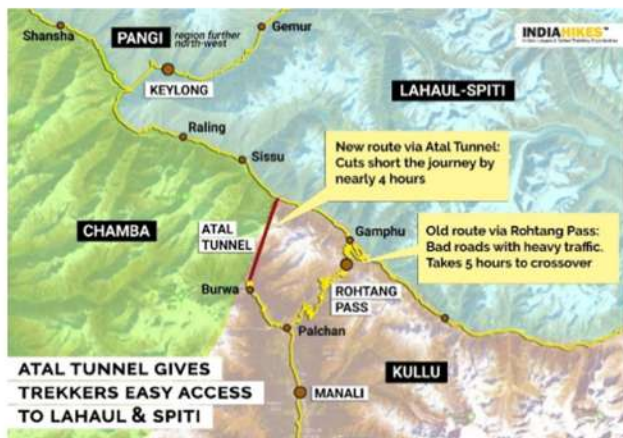 INDIAHIKES™
Shansha
PANGI
region further
north-west
Gemur
KEYLONG
LAHAUL-SPITI
Raling
Sissu
New route via Atal Tunnel:
Cuts short the journey by
nearly 4 hours
CHAMBA
ATAL
TUNNEL
Gamphu
Old route via Rohtang Pass:
Bad roads with heavy traffic.
Takes 5 hours to crossover
Burwa
ROHTANG
PASS
Palchan
ATAL TUNNEL GIVES
TREKKERS EASY ACCESS
TO LAHAUL & SPITI
KULLU
MANALI